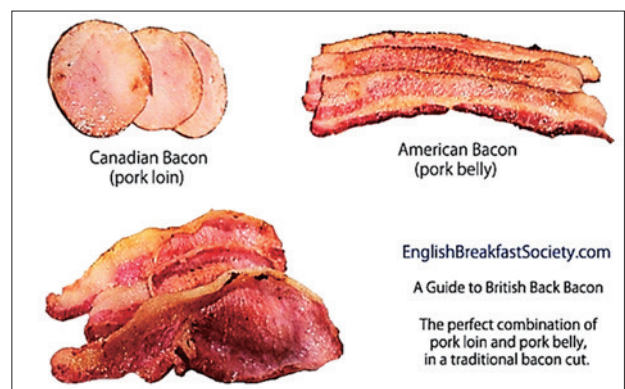 Canadian Bacon
(pork loin)
American Bacon
(pork belly)
EnglishBreakfastSociety.com
A Guide to British Back Bacon
The perfect combination of
pork loin and pork belly,
in a traditional bacon cut.